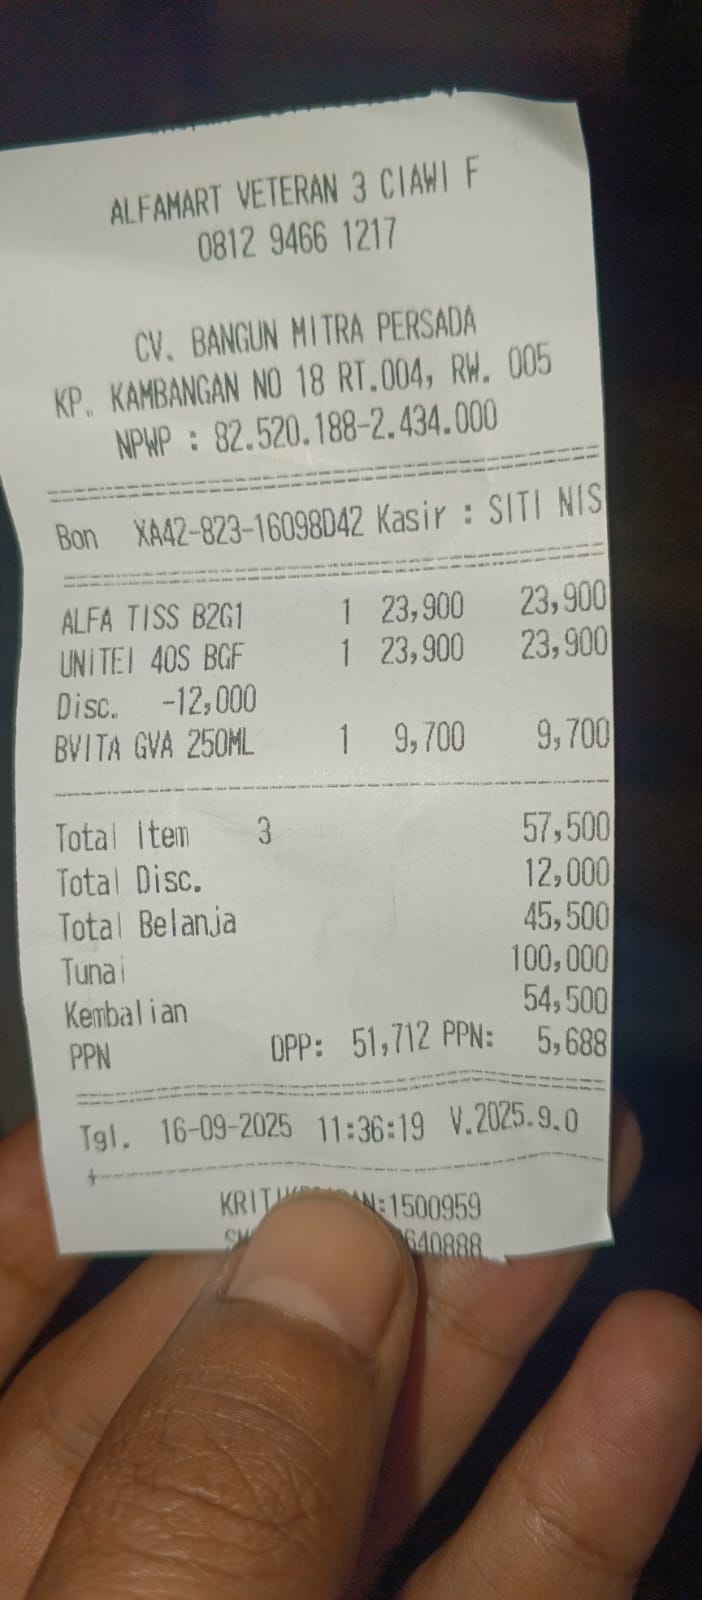 ALFAMART VETERAN 3 CIAWI F
0812 9466 1217
CV. BANGUN MITRA PERSADA
KP. KAMBANGAN NO 18 RT.004, RW. 005
NPWP : 82.520.188-2.434.000
Bon XA42-823-16098D42 Kasir : SITI NIS
ALFA TISS B2G1 1 23,900 23,900
UNITEI 40S BGF 1 23,900 23,900
Disc. -12,000
BVITA GVA 250ML 1 9,700 9,700
Total item 3 57,500
Total Disc. 12,000
Total Belanja 45,500
Tunai 100,000
Kembalian 54,500
PPN DPP: 51,712 PPN: 5,688
Tgl. 16-09-2025 11:36:19 V.2025.9.0
:1500959